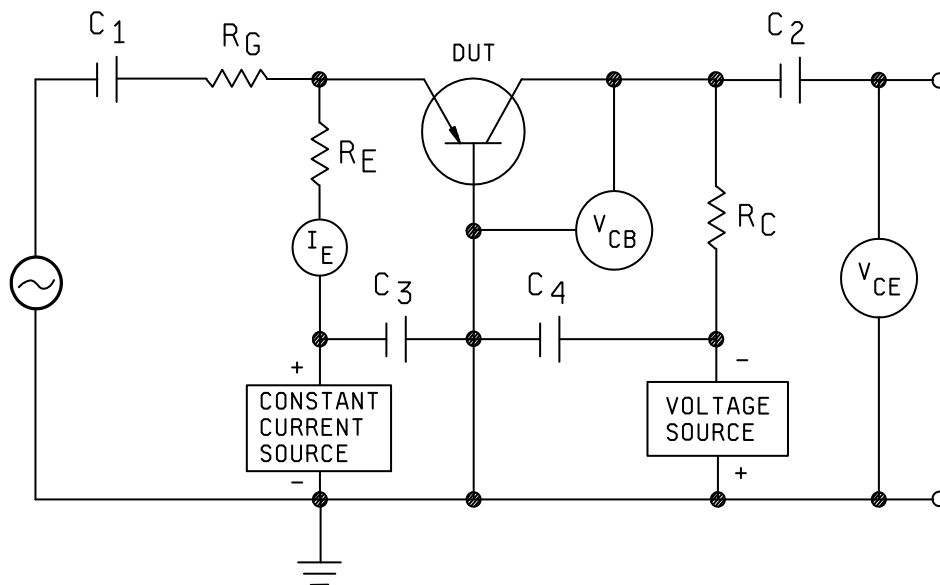 C1
RG
DUT
C2
RE
VCB
RC
IE
VCE
C3
C4
+
-
CONSTANT
CURRENT
SOURCE
VOLTAGE
SOURCE
-
+